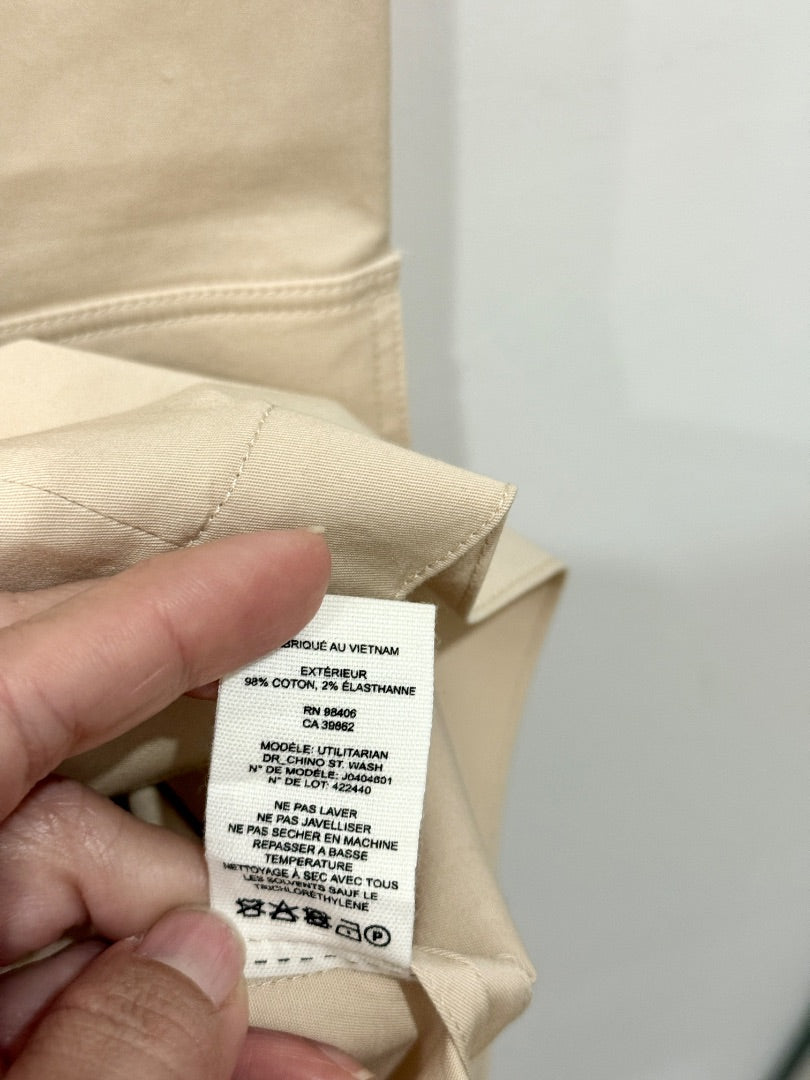 BRIQUÉ AU VIETNAM
EXTÉRIEUR
98% COTON, 2% ÉLASTHANNE
RN 98406
CA 39862
MODÈLE: UTILITARIAN
DR_CHINO ST. WASH
N° DE MODÈLE: J0404601
N° DE LOT: 422440
NE PAS LAVER
NE PAS JAVELLISER
NE PAS SECHER EN MACHINE
REPASSER A BASSE
TEMPERATURE
NETTOYAGE À SEC AVEC TOUS
LES SOLVENTS SAUF LE
TRICHLORÉTHYLÈNE
P